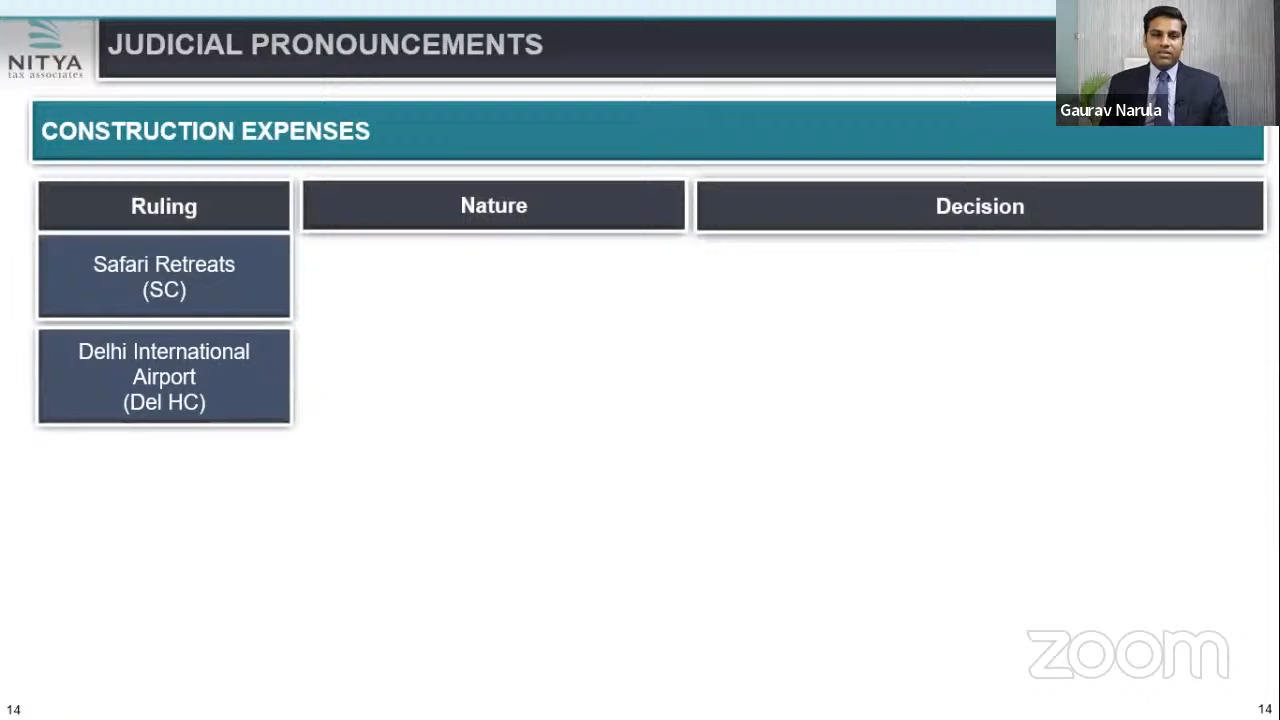 NITYA
tax associates
JUDICIAL PRONOUNCEMENTS
Gaurav Narula
CONSTRUCTION EXPENSES
Ruling
Nature
Decision
Safari Retreats
(SC)
Delhi International
Airport
(Del HC)
zoom
14
14